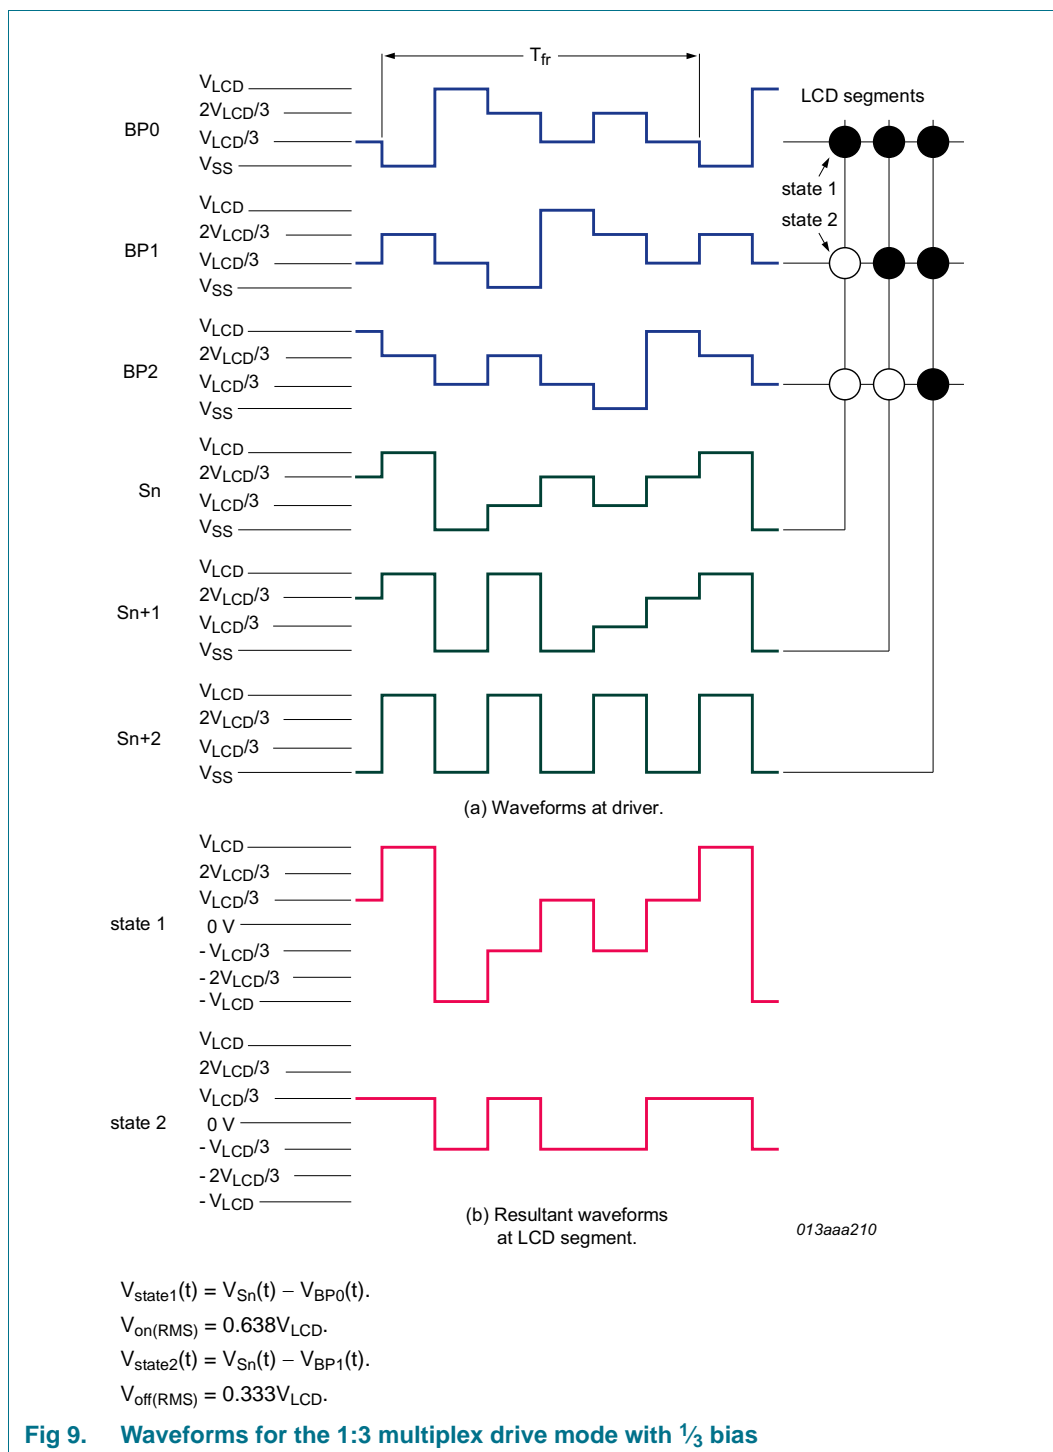 Tfr
VLCD
2VLCD/3
BP0
VLCD/3
VSS
LCD segments
state 1
VLCD
2VLCD/3
BP1
VLCD/3
VSS
state 2
VLCD
2VLCD/3
BP2
VLCD/3
VSS
VLCD
2VLCD/3
Sn
VLCD/3
VSS
VLCD
2VLCD/3
Sn+1
VLCD/3
VSS
VLCD
2VLCD/3
Sn+2
VLCD/3
VSS
(a) Waveforms at driver.
VLCD
2VLCD/3
VLCD/3
state 1
0 V
- VLCD/3
- 2VLCD/3
- VLCD
VLCD
2VLCD/3
VLCD/3
state 2
0 V
- VLCD/3
- 2VLCD/3
- VLCD
(b) Resultant waveforms
at LCD segment.
013aaa210
Vstate1(t) = VSn(t) − VBP0(t).
Von(RMS) = 0.638VLCD.
Vstate2(t) = VSn(t) − VBP1(t).
Voff(RMS) = 0.333VLCD.
Fig 9. Waveforms for the 1:3 multiplex drive mode with 1⁄3 bias